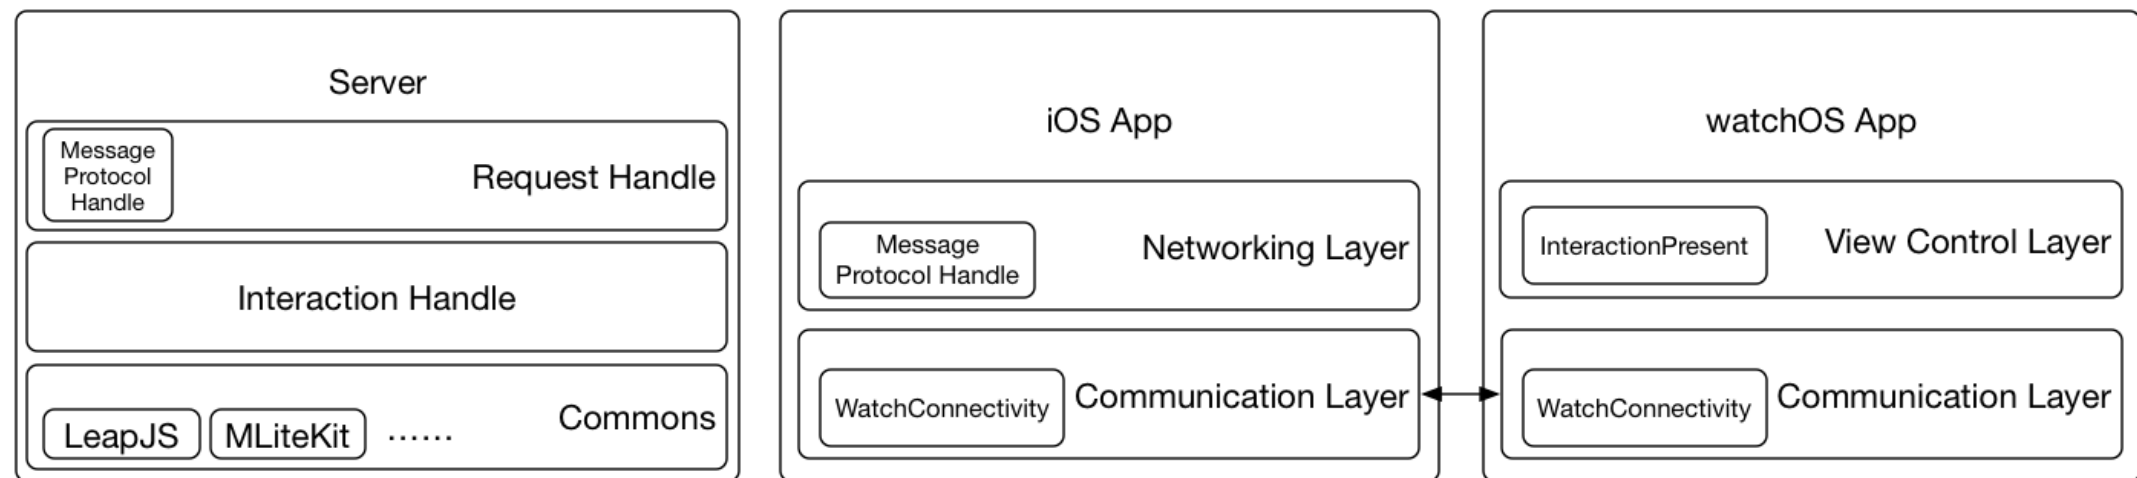 Server
Message
Protocol
Handle
Request Handle
Interaction Handle
LeapJS
MLiteKit
......
Commons
iOS App
Message
Protocol Handle
Networking Layer
WatchConnectivity
Communication Layer
watchOS App
InteractionPresent
View Control Layer
WatchConnectivity
Communication Layer